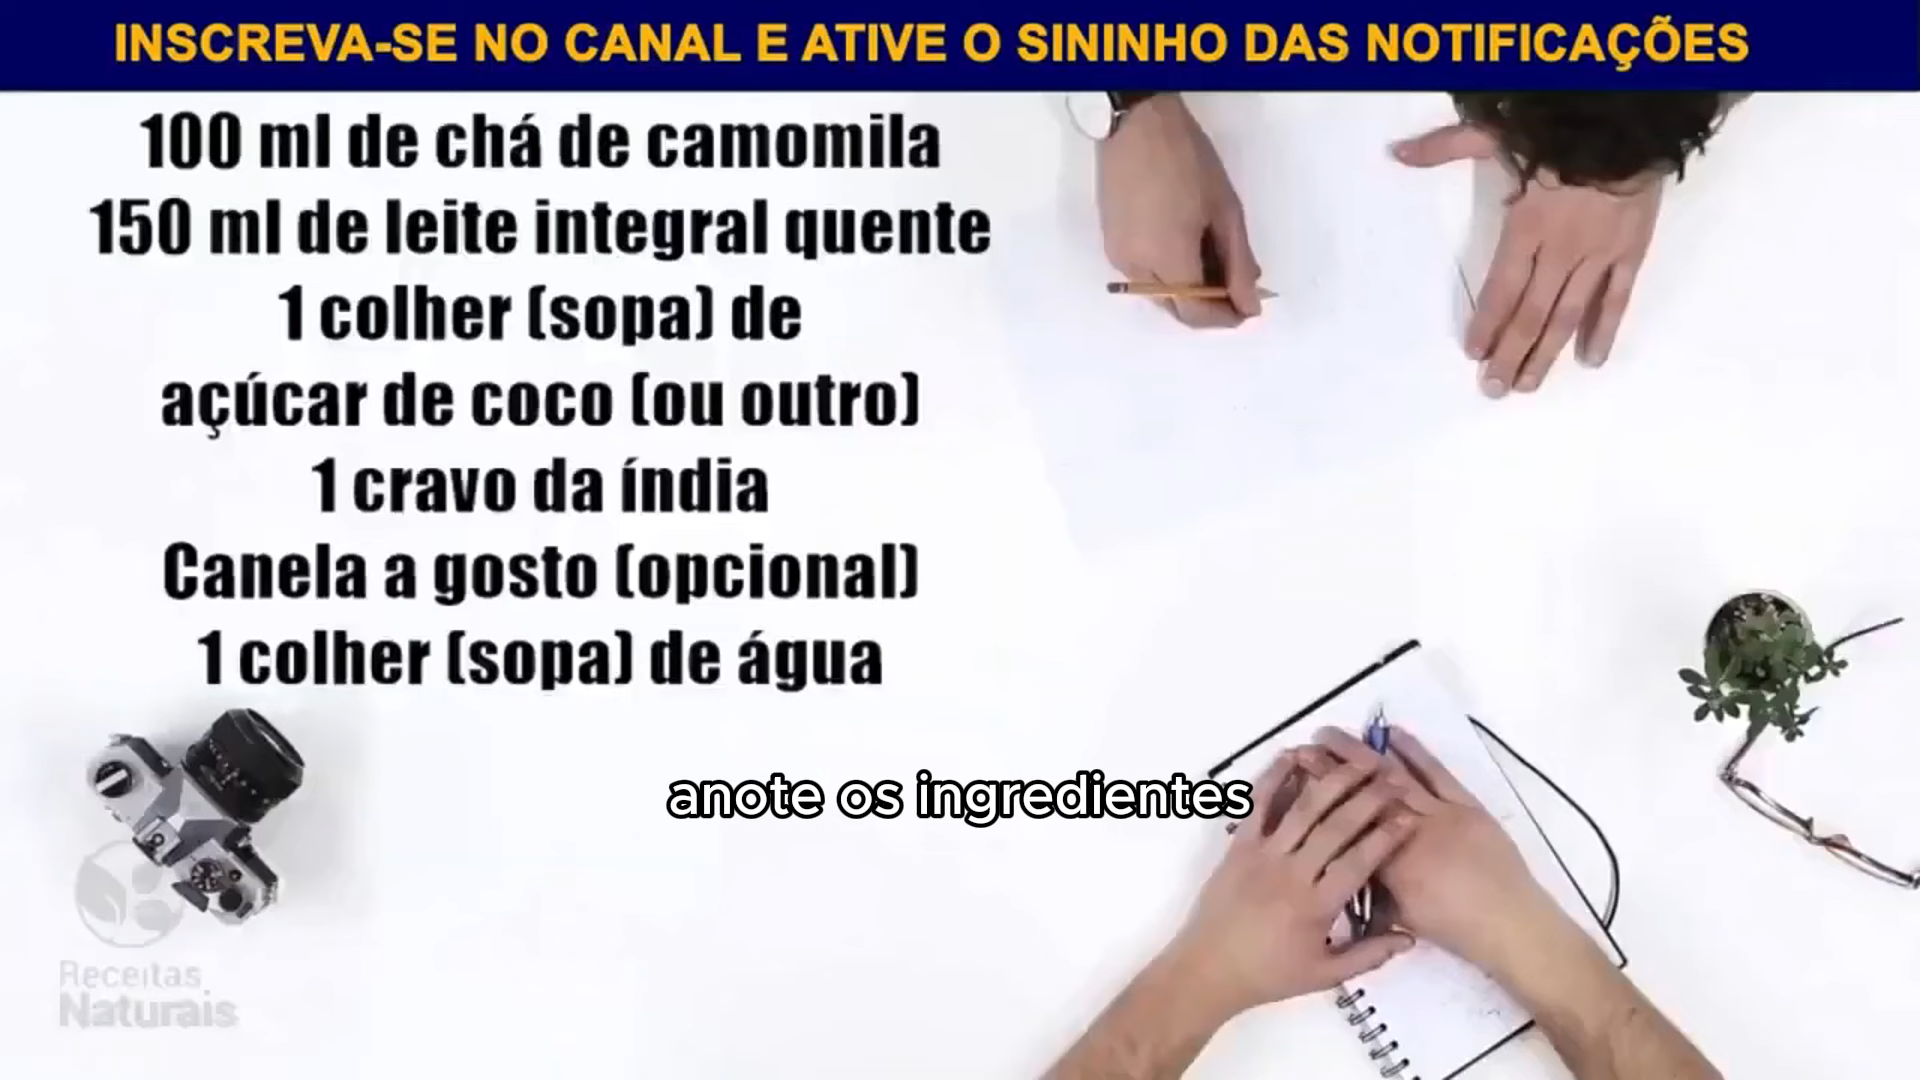 INSCREVA-SE NO CANAL E ATIVE O SININHO DAS NOTIFICAÇÕES
100 ml de chá de camomila
150 ml de leite integral quente
1 colher (sopa) de
açúcar de coco (ou outro)
1 cravo da índia
Canela a gosto (opcional)
1 colher (sopa) de água
anote os ingredientes
Receitas
Naturais